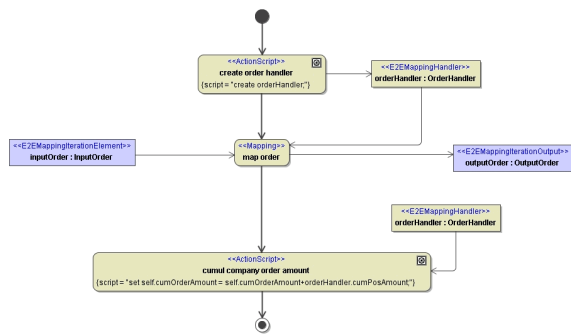 <<ActionScript>>
create order handler
{script = "create orderHandler;"}
<<E2EMappingHandler>>
orderHandler : OrderHandler
<<E2EMappingIterationElement>>
inputOrder : InputOrder
<<Mapping>>
map order
<<E2EMappingIterationOutput>>
outputOrder : OutputOrder
<<E2EMappingHandler>>
orderHandler : OrderHandler
<<ActionScript>>
cumul company order amount
{script = "set self.cumOrderAmount = self.cumOrderAmount+orderHandler.cumPosAmount;"}